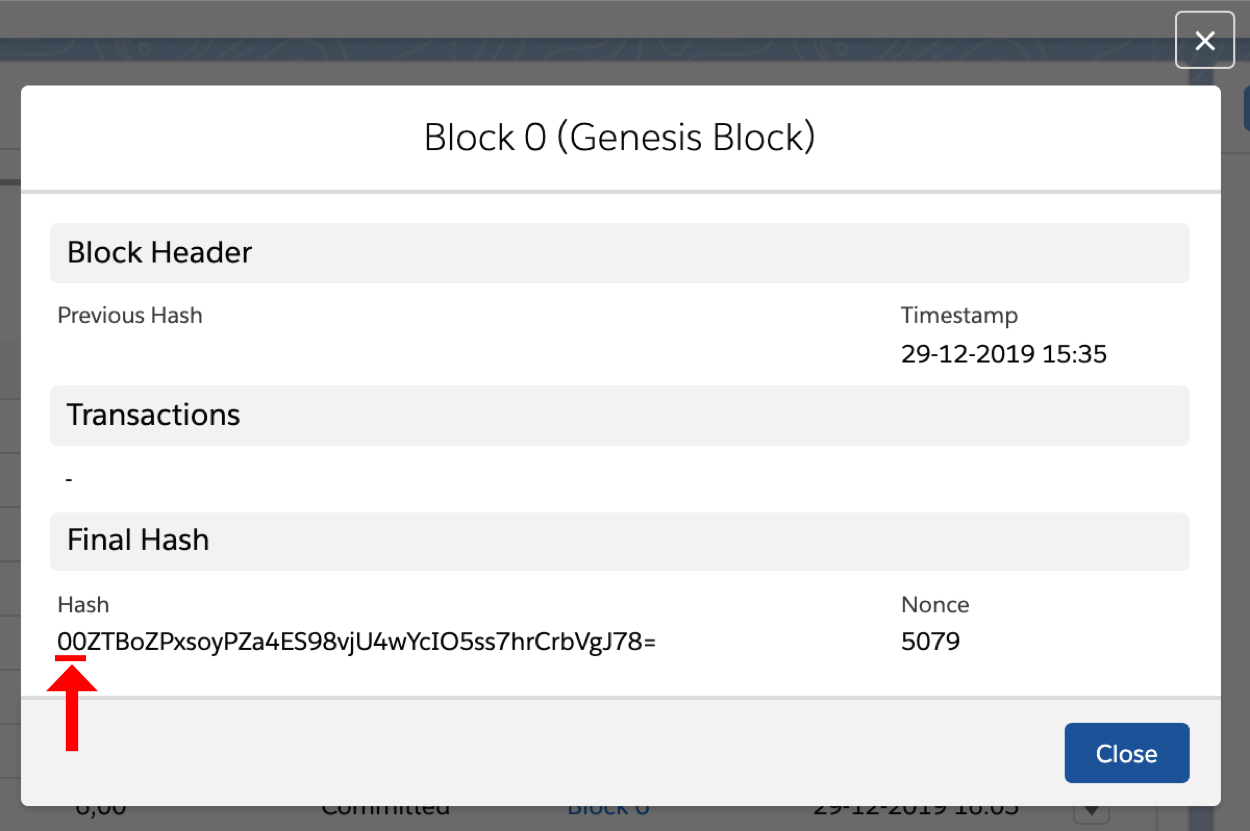 Block 0 (Genesis Block)
Block Header
Previous Hash
Timestamp
29-12-2019 15:35
Transactions
-
Final Hash
Hash
Nonce
00ZTBoZPxsoyPZa4ES98vjU4wYcIO5ss7hrCrbVgJ78=
5079
Close
6,00 Committed Block 6 29-12-2019 16:05